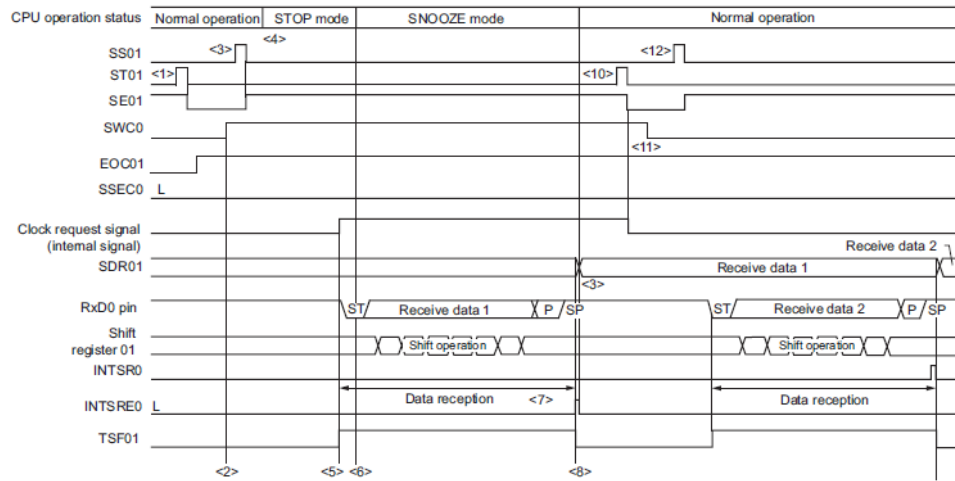 CPU operation status Normal operation STOP mode SNOOZE mode Normal operation
<3> <4> <12>
SS01
ST01 <1> <10>
SE01
SWC0
<11>
EOC01
SSEC0 L
Clock request signal
(internal signal)
Receive data 2
SDR01 Receive data 1
<3>
RxD0 pin ST Receive data 1 P SP ST Receive data 2 P SP
Shift
register 01 Shift operation Shift operation
INTSR0
Data reception <7> Data reception
INTSRE0 L
TSF01
<2> <5> <6> <8>